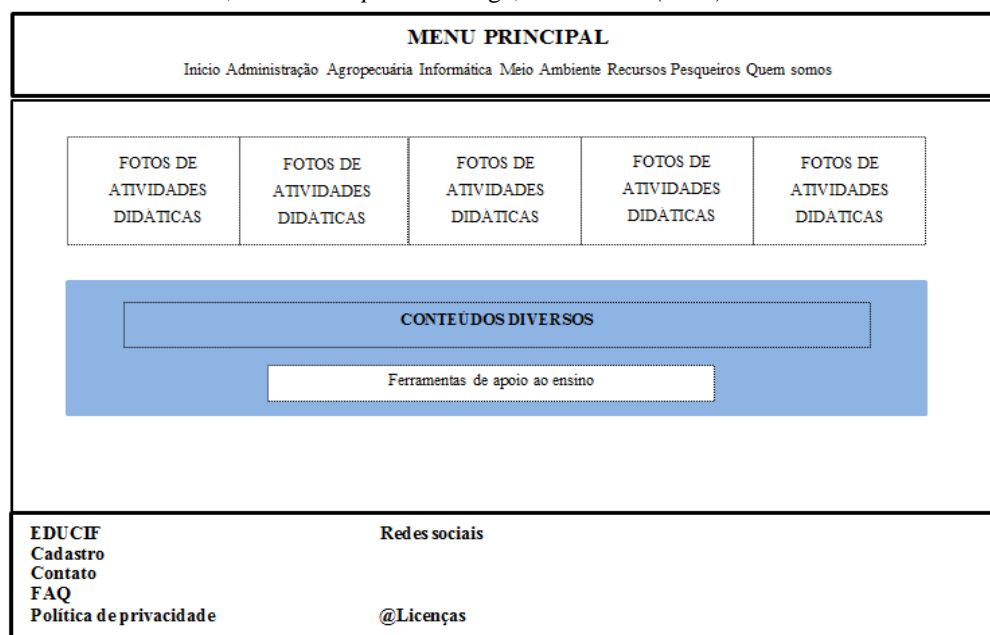 MENU PRINCIPAL
Início Administração Agropecuária Informática Meio Ambiente Recursos Pesqueiros Quem somos
FOTOS DE
ATIVIDADES
DIDÁTICAS
FOTOS DE
ATIVIDADES
DIDÁTICAS
FOTOS DE
ATIVIDADES
DIDÁTICAS
FOTOS DE
ATIVIDADES
DIDÁTICAS
FOTOS DE
ATIVIDADES
DIDÁTICAS
CONTEÚDOS DIVERSOS
Ferramentas de apoio ao ensino
EDUCIF
Cadastro
Contato
FAQ
Política de privacidade
Redes sociais
@Licenças